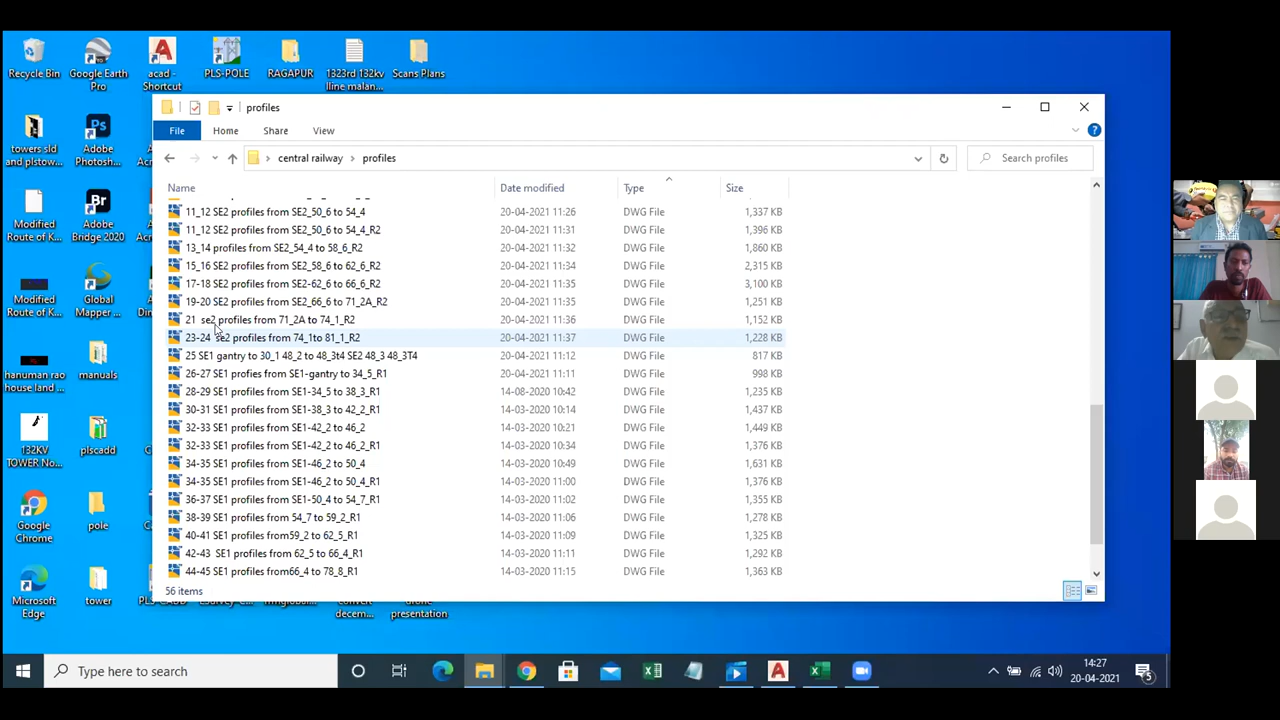 Recycle Bin
Google Earth Pro
acad - Shortcut
PLS-POLE
RAGAPUR
1323rd 132kv lline malan...
Scans Plans
towers sld and plstow...
Adobe Photosh...
Modified Route of K...
Adobe Bridge 2020
Modified Route of K...
Global Mapper ...
hanuman rao house land ...
manuals
132KV TOWER No...
plscadd
Google Chrome
pole
Microsoft Edge
tower
decem...
presentation
profiles
File Home Share View
central railway > profiles
Search profiles
Name Date modified Type Size
11_12 SE2 profiles from SE2_50_6 to 54_4 20-04-2021 11:26 DWG File 1,337 KB
11_12 SE2 profiles from SE2_50_6 to 54_4_R2 20-04-2021 11:31 DWG File 1,396 KB
13_14 profiles from SE2_54_4 to 58_6_R2 20-04-2021 11:32 DWG File 1,860 KB
15_16 SE2 profiles from SE2_58_6 to 62_6_R2 20-04-2021 11:34 DWG File 2,315 KB
17-18 SE2 profiles from SE2-62_6 to 66_6_R2 20-04-2021 11:35 DWG File 3,100 KB
19-20 SE2 profiles from SE2_66_6 to 71_2A_R2 20-04-2021 11:35 DWG File 1,251 KB
21 se2 profiles from 71_2A to 74_1_R2 20-04-2021 11:36 DWG File 1,152 KB
23-24 se2 profiles from 74_1to 81_1_R2 20-04-2021 11:37 DWG File 1,228 KB
25 SE1 gantry to 30_1 48_2 to 48_3t4 SE2 48_3 48_3T4 20-04-2021 11:12 DWG File 817 KB
26-27 SE1 profies from SE1-gantry to 34_5_R1 20-04-2021 11:11 DWG File 998 KB
28-29 SE1 profiles from SE1-34_5 to 38_3_R1 14-08-2020 10:42 DWG File 1,235 KB
30-31 SE1 profiles from SE1-38_3 to 42_2_R1 14-03-2020 10:14 DWG File 1,437 KB
32-33 SE1 profiles from SE1-42_2 to 46_2 14-03-2020 10:21 DWG File 1,449 KB
32-33 SE1 profiles from SE1-42_2 to 46_2_R1 14-03-2020 10:34 DWG File 1,376 KB
34-35 SE1 profiles from SE1-46_2 to 50_4 14-03-2020 10:49 DWG File 1,631 KB
34-35 SE1 profiles from SE1-46_2 to 50_4_R1 14-03-2020 11:00 DWG File 1,376 KB
36-37 SE1 profiles from SE1-50_4 to 54_7_R1 14-03-2020 11:02 DWG File 1,355 KB
38-39 SE1 profiles from 54_7 to 59_2_R1 14-03-2020 11:06 DWG File 1,278 KB
40-41 SE1 profiles from59_2 to 62_5_R1 14-03-2020 11:09 DWG File 1,325 KB
42-43 SE1 profiles from 62_5 to 66_4_R1 14-03-2020 11:11 DWG File 1,292 KB
44-45 SE1 profiles from66_4 to 78_8_R1 14-03-2020 11:15 DWG File 1,363 KB
56 items
Type here to search
14:27
20-04-2021
5